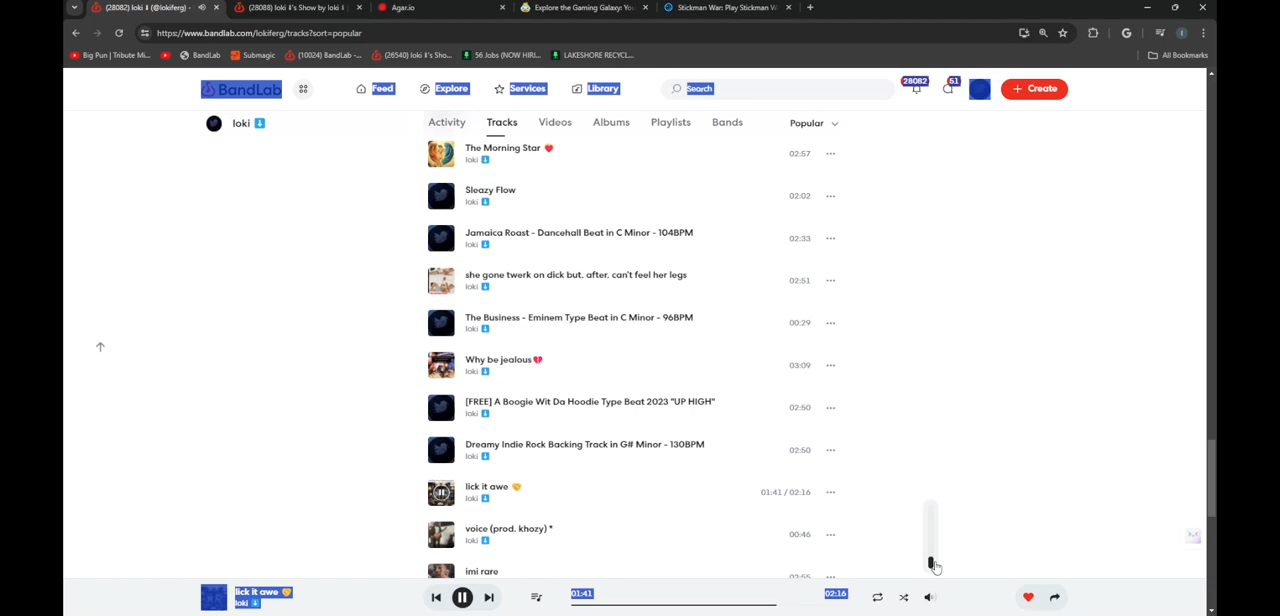 (28082) loki ⬇ (@lokiferg) -
(28088) loki ⬇'s Show by loki ⬇
Agar.io
Explore the Gaming Galaxy: You
Stickman War: Play Stickman W
https://www.bandlab.com/lokiferg/tracks?sort=popular
Big Pun | Tribute Mi...
BandLab
Submagic
(10024) BandLab -...
(26540) loki ⬇'s Sho...
56 Jobs (NOW HIRI...
LAKESHORE RECYCL...
All Bookmarks
BandLab
Feed
Explore
Services
Library
Search
28082
51
+ Create
loki ⬇
Activity
Tracks
Videos
Albums
Playlists
Bands
Popular
The Morning Star ❤
loki ⬇
02:57
Sleazy Flow
loki ⬇
02:02
Jamaica Roast - Dancehall Beat in C Minor - 104BPM
loki ⬇
02:33
she gone twerk on dick but. after. can't feel her legs
loki ⬇
02:51
The Business - Eminem Type Beat in C Minor - 96BPM
loki ⬇
00:29
Why be jealous💔
loki ⬇
03:09
[FREE] A Boogie Wit Da Hoodie Type Beat 2023 "UP HIGH"
loki ⬇
02:50
Dreamy Indie Rock Backing Track in G# Minor - 130BPM
loki ⬇
02:50
lick it awe 🤝
loki ⬇
01:41 / 02:16
voice (prod. khozy) *
loki ⬇
00:46
imi rare
02:55
lick it awe 🤝
loki ⬇
01:41
02:16